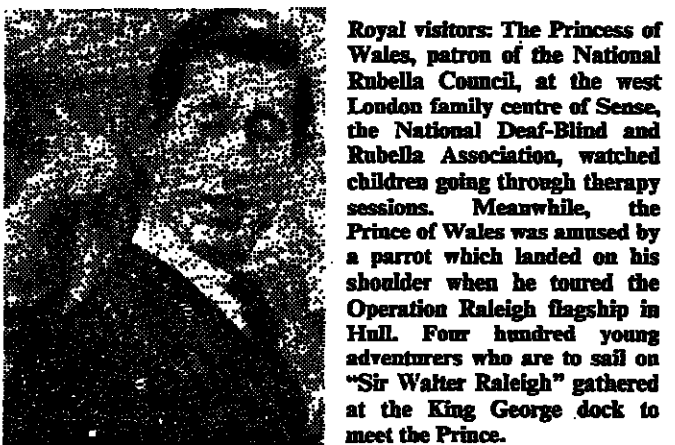 Royal visitors: The Princess of
Wales, patron of the National
Rubella Council, at the west
London family centre of Sense,
the National Deaf-Blind and
Rubella Association, watched
children going through therapy
sessions. Meanwhile, the
Prince of Wales was amused by
a parrot which landed on his
shoulder when he toured the
Operation Raleigh flagship in
Hull. Four hundred young
adventurers who are to sail on
"Sir Walter Raleigh" gathered
at the King George dock to
meet the Prince.